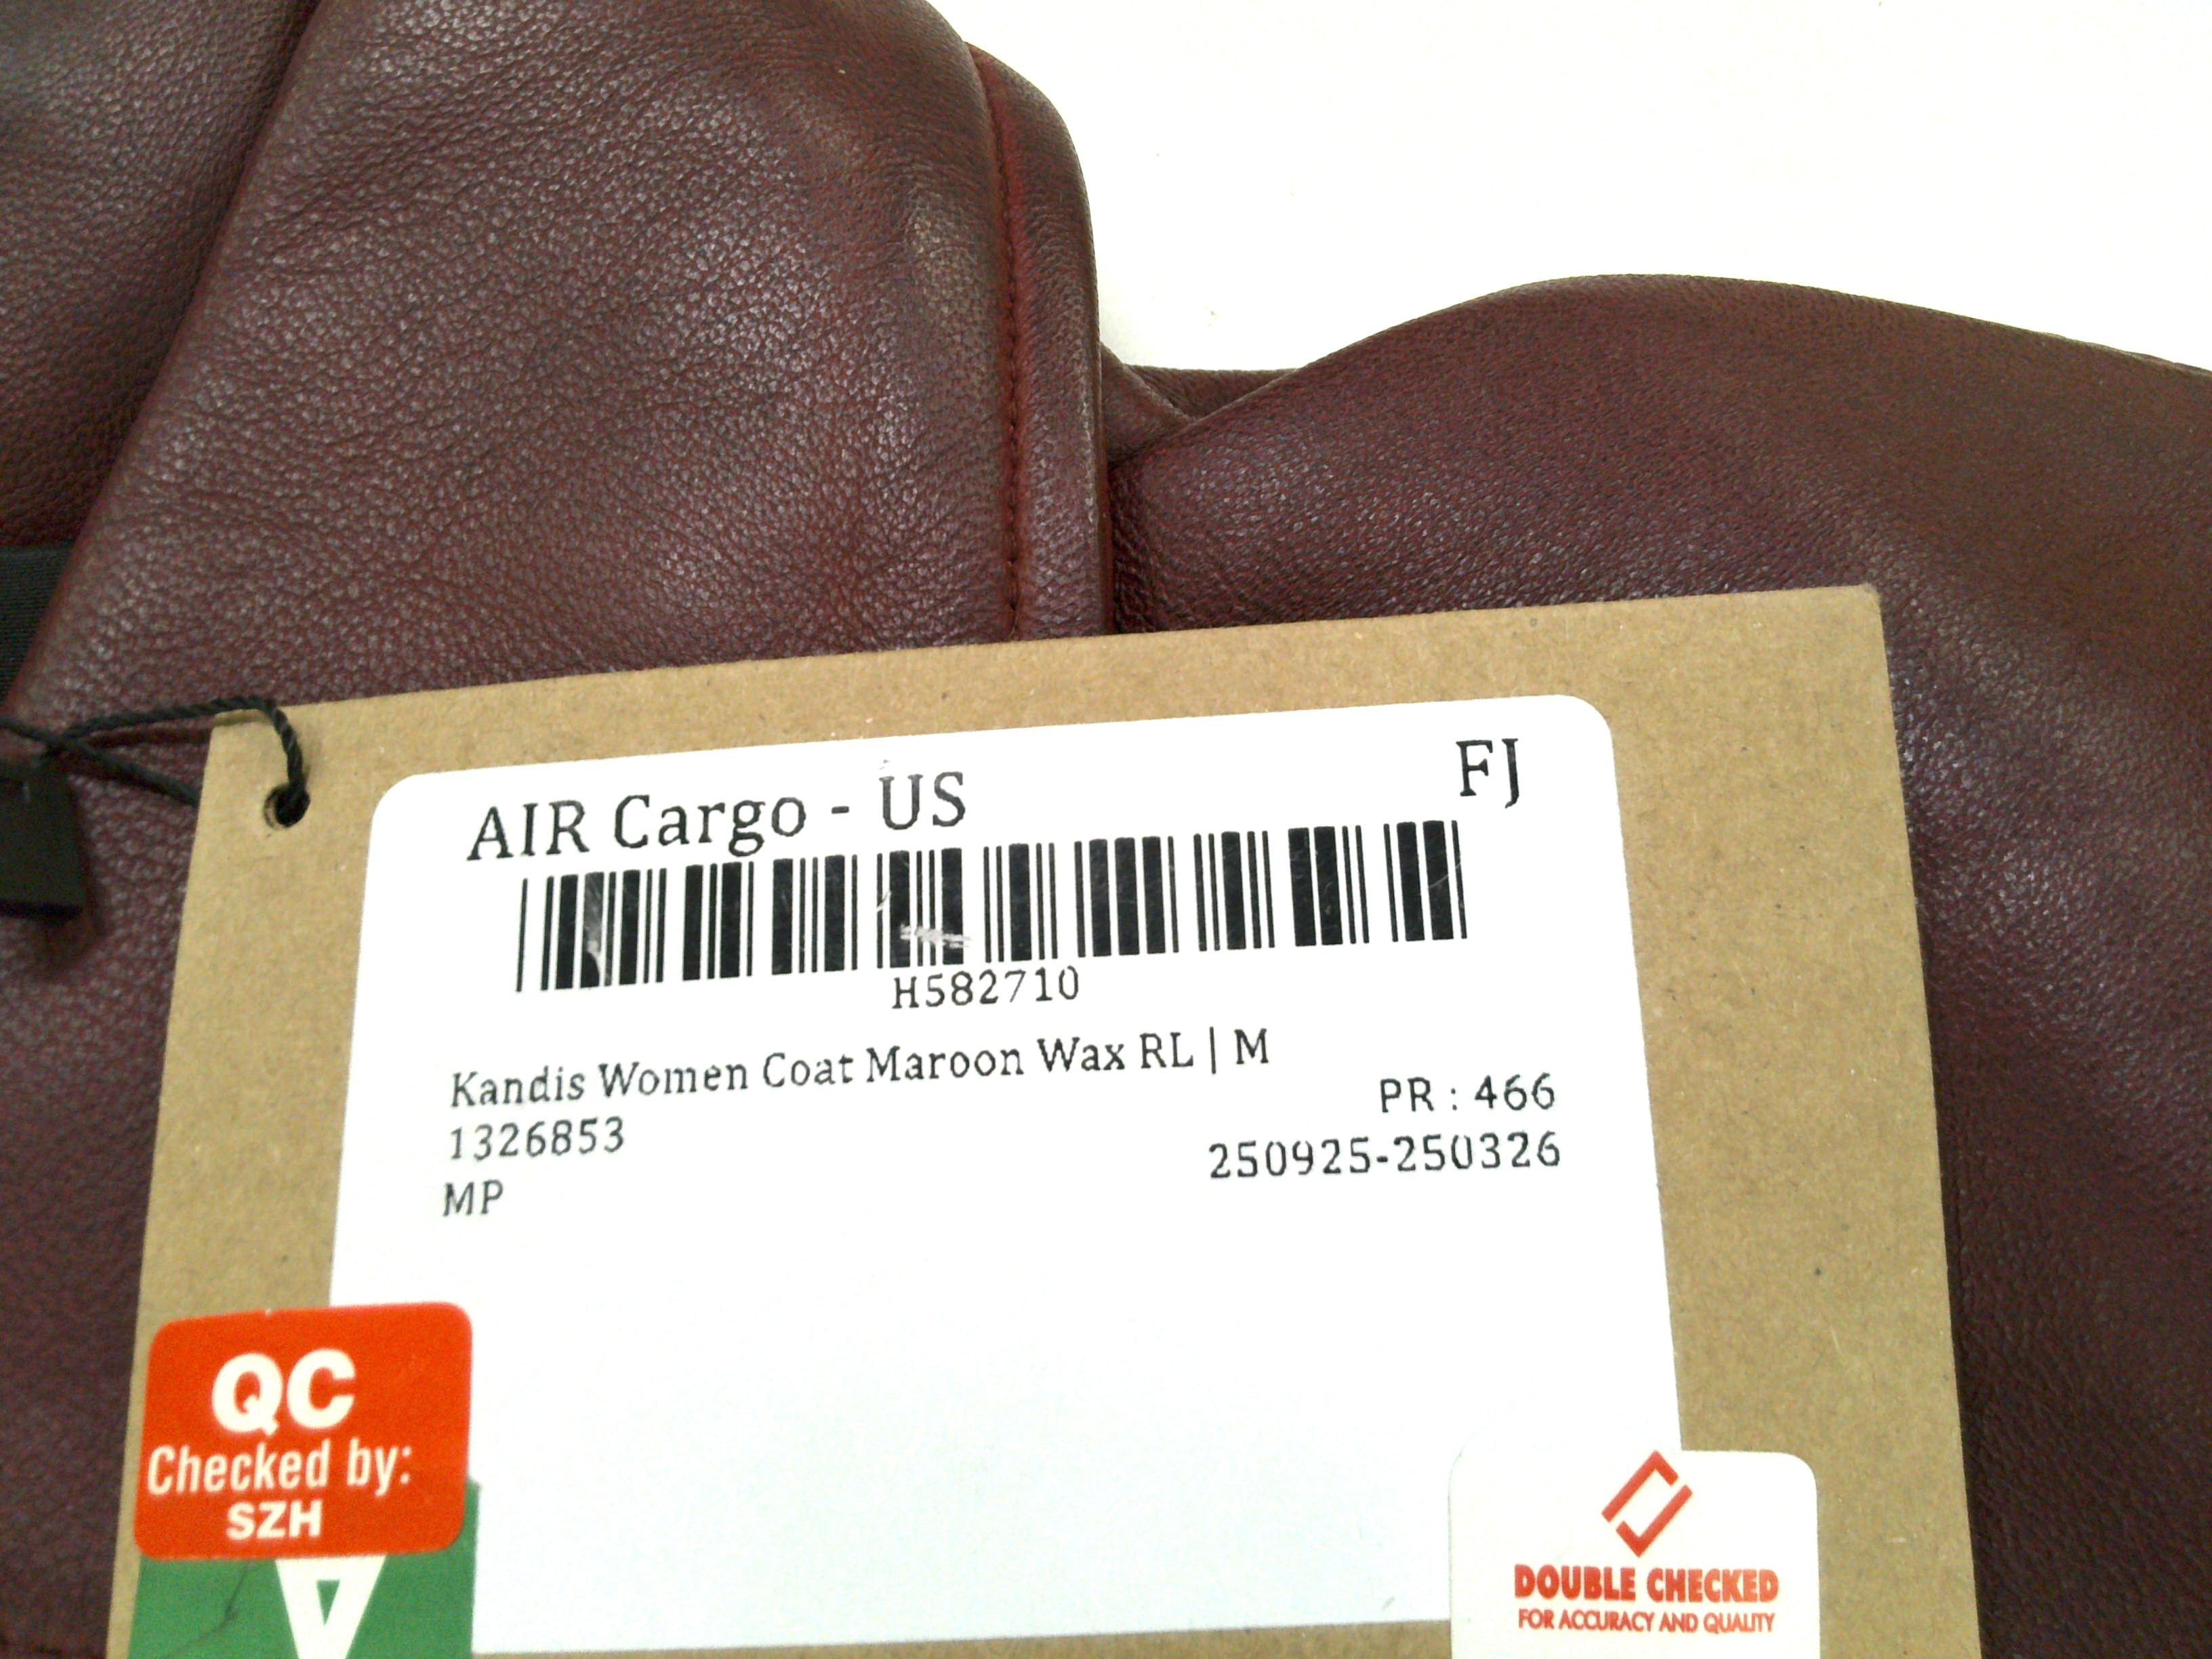 AIR Cargo - US
FJ
H582710
Kandis Women Coat Maroon Wax RL | M
PR : 466
1326853
250925-250326
MP
QC
Checked by:
SZH
DOUBLE CHECKED
FOR ACCURACY AND QUALITY